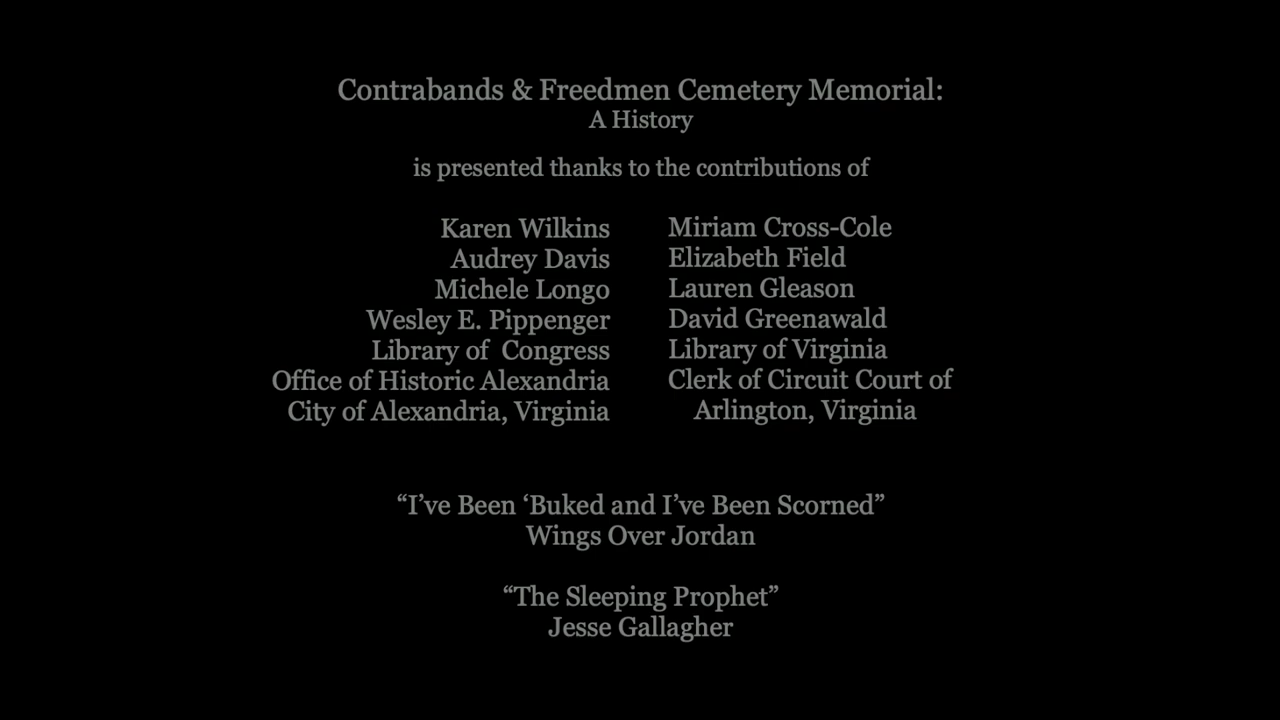 Contrabands & Freedmen Cemetery Memorial:
A History
is presented thanks to the contributions of
Karen Wilkins
Audrey Davis
Michele Longo
Wesley E. Pippenger
Library of Congress
Office of Historic Alexandria
City of Alexandria, Virginia
Miriam Cross-Cole
Elizabeth Field
Lauren Gleason
David Greenawald
Library of Virginia
Clerk of Circuit Court of
Arlington, Virginia
“I’ve Been ‘Buked and I’ve Been Scorned”
Wings Over Jordan
“The Sleeping Prophet”
Jesse Gallagher